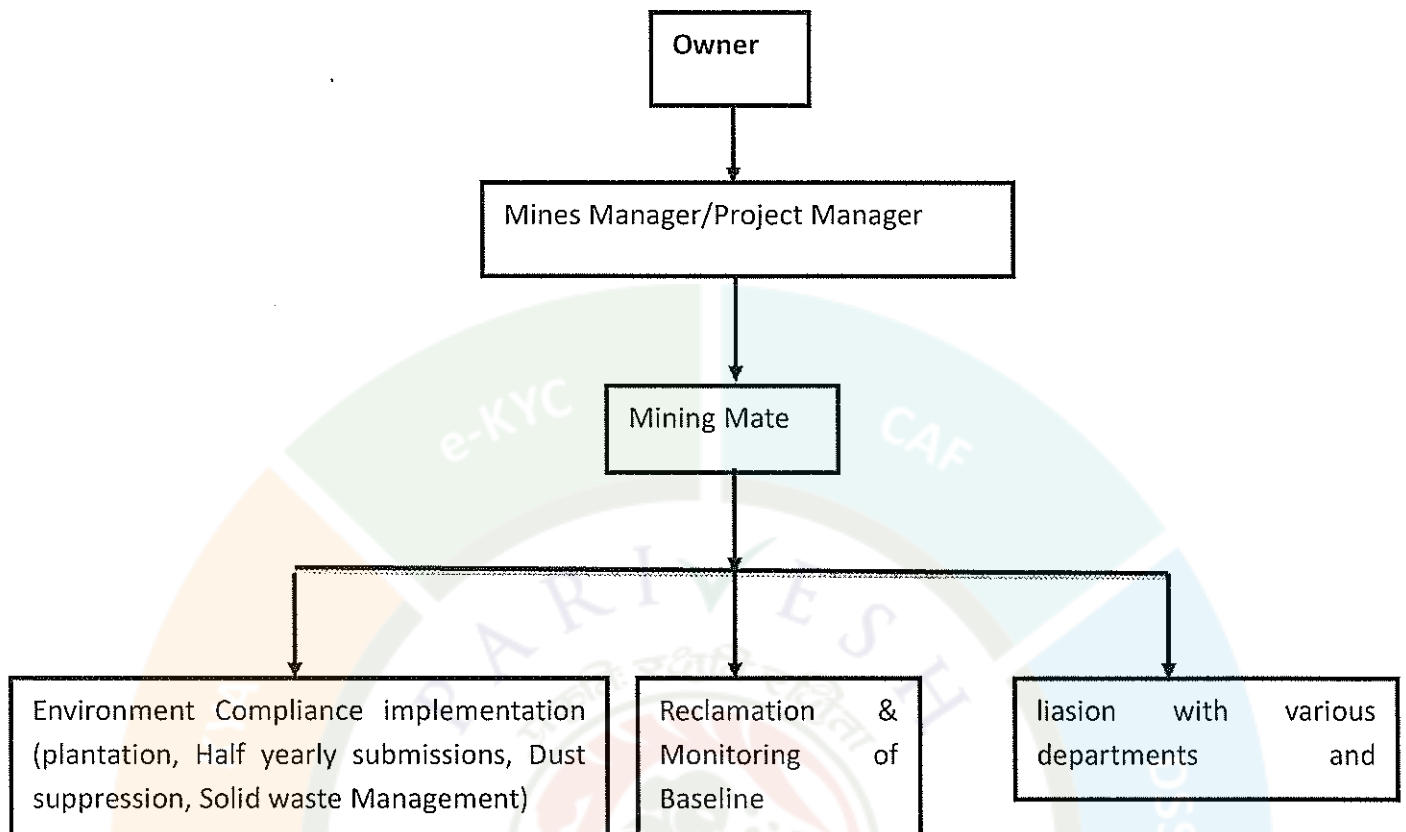 Owner
Mines Manager/Project Manager
Mining Mate
e-KYC
CAF
PARIVESH
Environment Compliance implementation
(plantation, Half yearly submissions, Dust
suppression, Solid waste Management)
Reclamation &
Monitoring of
Baseline
liasion with various
departments and